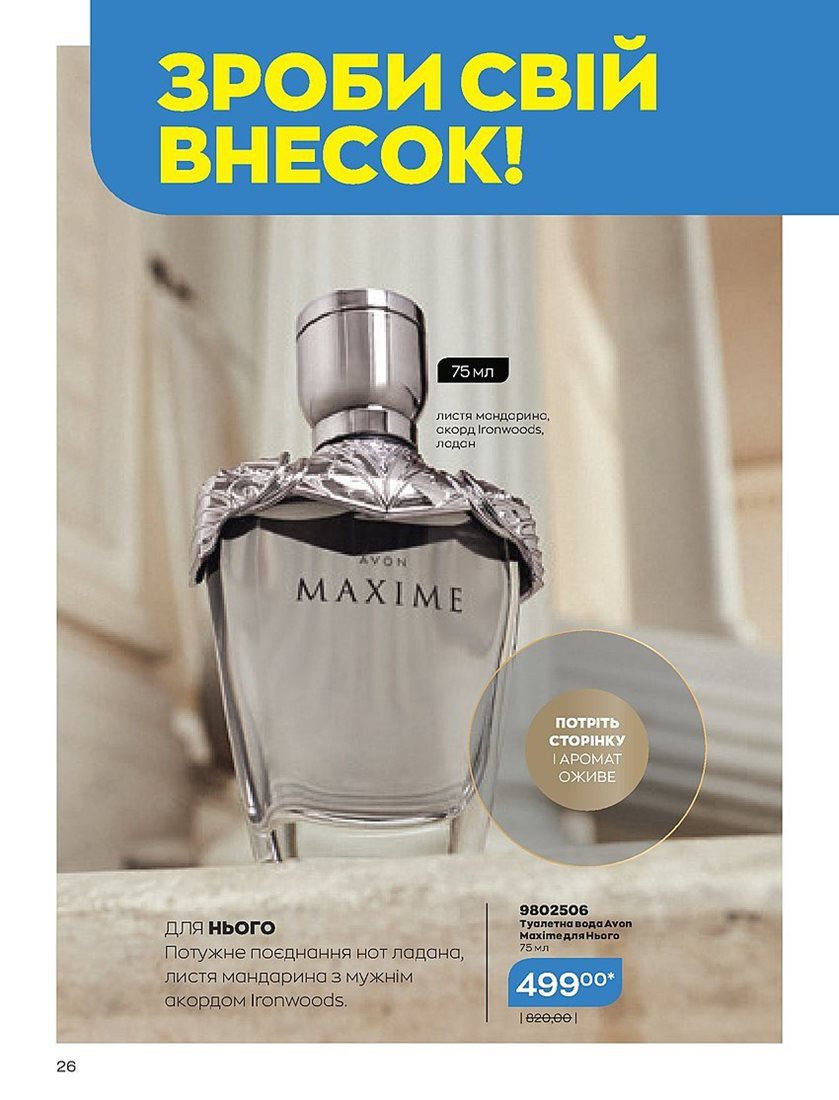 ЗРОБИ СВІЙ
ВНЕСОК!
75 мл
листя мандарина,
акорд Ironwoods,
ладан
AVON
MAXIME
ПОТРІТЬ
СТОРІНКУ
І АРОМАТ
ОЖИВЕ
ДЛЯ НЬОГО
Потужне поєднання нот ладана,
листя мандарина з мужнім
акордом Ironwoods.
9802506
Туалетна вода Avon
Maxime для Нього
75 мл
499⁰⁰*
| 820,00 |
26